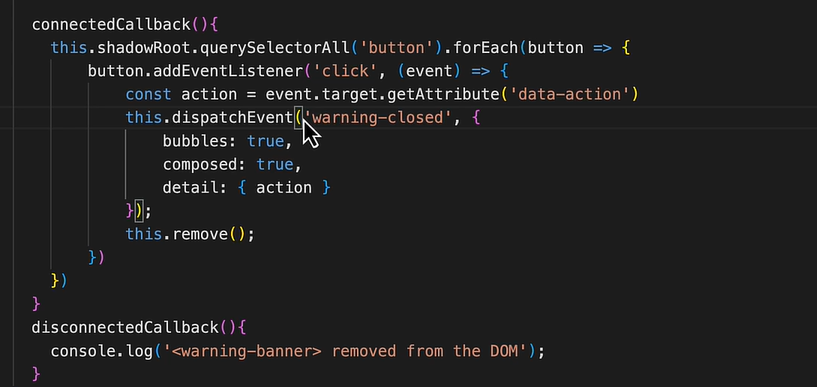 connectedCallback(){
this.shadowRoot.querySelectorAll('button').forEach(button => {
button.addEventListener('click', (event) => {
const action = event.target.getAttribute('data-action')
this.dispatchEvent('warning-closed', {
bubbles: true,
composed: true,
detail: { action }
});
this.remove();
})
})
}
disconnectedCallback(){
console.log('<warning-banner> removed from the DOM');
}